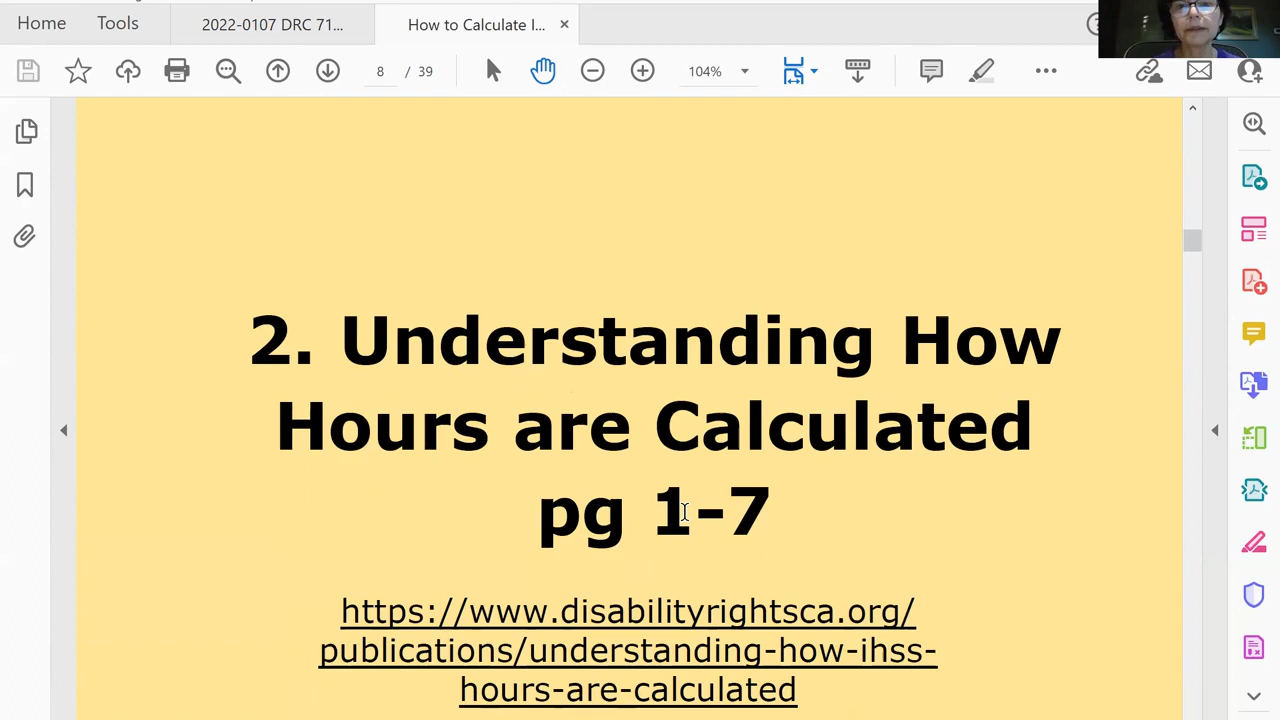 Home Tools 2022-0107 DRC 71... How to Calculate I... ×
8 / 39 104%
2. Understanding How
Hours are Calculated
pg 1-7
https://www.disabilityrightsca.org/
publications/understanding-how-ihss-
hours-are-calculated